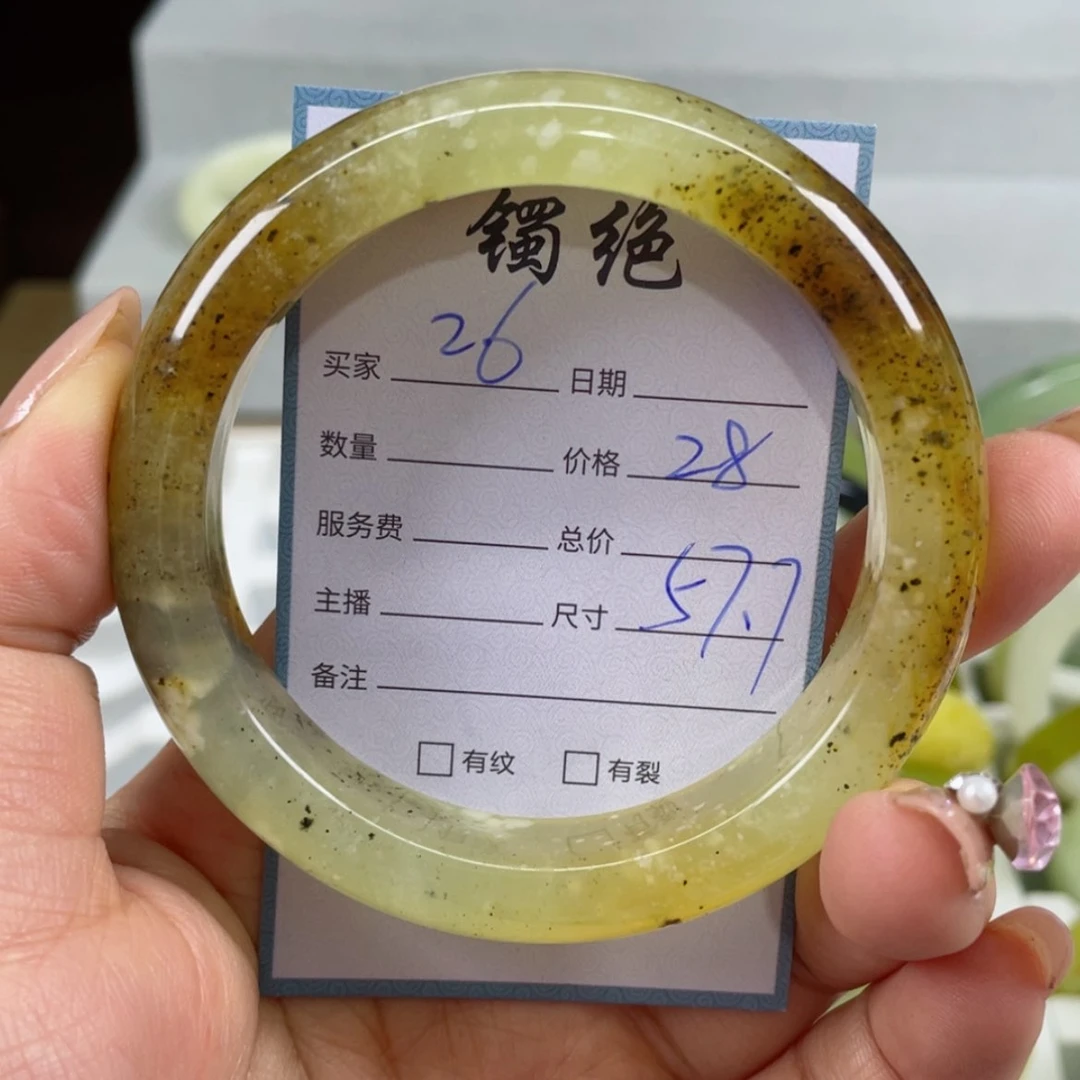 镯绝
买家 26 日期
数量 价格 28
服务费 总价
主播 尺寸 57.7
备注
有纹 有裂